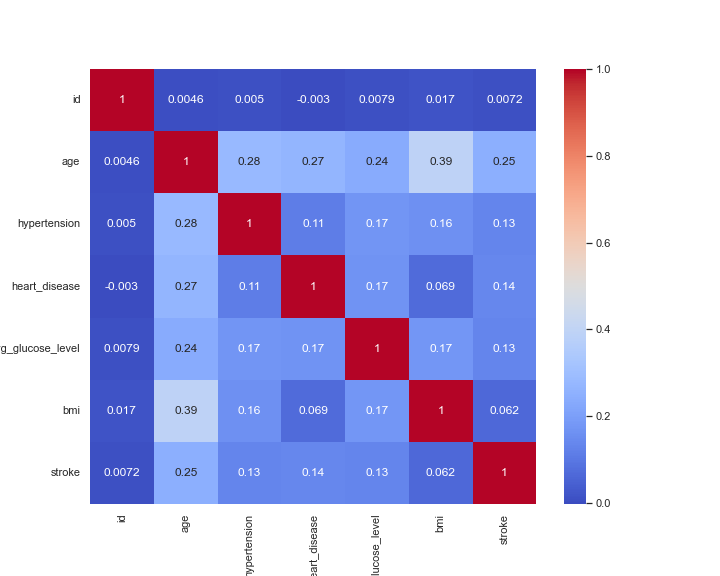 id 1 0.0046 0.005 -0.003 0.0079 0.017 0.0072
age 0.0046 1 0.28 0.27 0.24 0.39 0.25
hypertension 0.005 0.28 1 0.11 0.17 0.16 0.13
heart_disease -0.003 0.27 0.11 1 0.17 0.069 0.14
g_glucose_level 0.0079 0.24 0.17 0.17 1 0.17 0.13
bmi 0.017 0.39 0.16 0.069 0.17 1 0.062
stroke 0.0072 0.25 0.13 0.14 0.13 0.062 1
id age ypertension eart_disease lucose_level bmi stroke
1.0
0.8
0.6
0.4
0.2
0.0